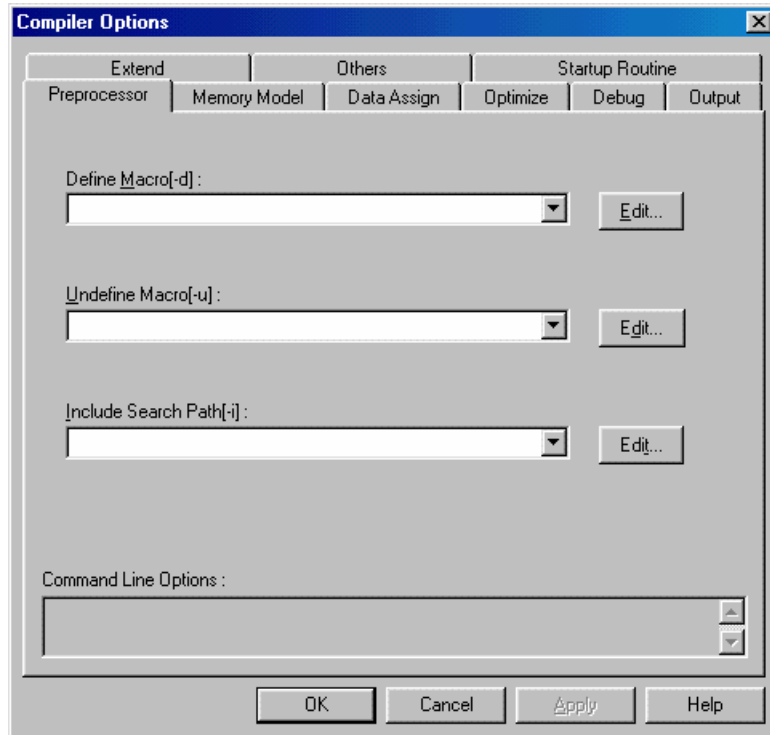 Compiler Options
Extend Others Startup Routine
Preprocessor Memory Model Data Assign Optimize Debug Output
Define Macro[-d] :
Edit...
Undefine Macro[-u] :
Edit...
Include Search Path[-i] :
Edit...
Command Line Options :
OK Cancel Apply Help